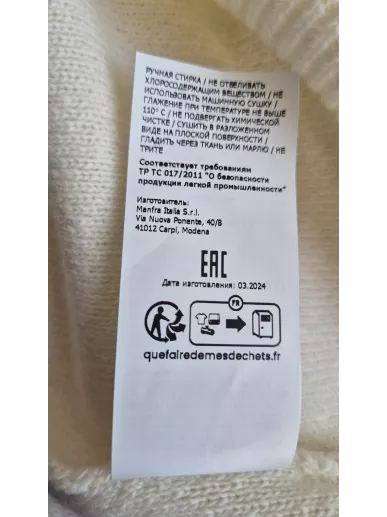 РУЧНАЯ СТИРКА / НЕ ОТБЕЛИВАТЬ
ХЛОРОСОДЕРЖАЩИМ ВЕЩЕСТВОМ / НЕ
ИСПОЛЬЗОВАТЬ МАШИННУЮ СУШКУ /
ГЛАЖЕНИЕ ПРИ ТЕМПЕРАТУРЕ НЕ ВЫШЕ
110° С / НЕ ПОДВЕРГАТЬ ХИМИЧЕСКОЙ
ЧИСТКЕ / СУШИТЬ В РАЗЛОЖЕННОМ
ВИДЕ НА ПЛОСКОЙ ПОВЕРХНОСТИ /
ГЛАДИТЬ ЧЕРЕЗ ТКАНЬ ИЛИ МАРЛЮ / НЕ
ТРИТЕ
Соответствует требованиям
ТР ТС 017/2011 "О безопасности
продукции легкой промышленности"
Изготовитель:
Manfra Italia S.r.l.
Via Nuova Ponente, 40/B
41012 Carpi, Modena
EAC
Дата изготовления: 03.2024
FR
quefairedemesdechets.fr